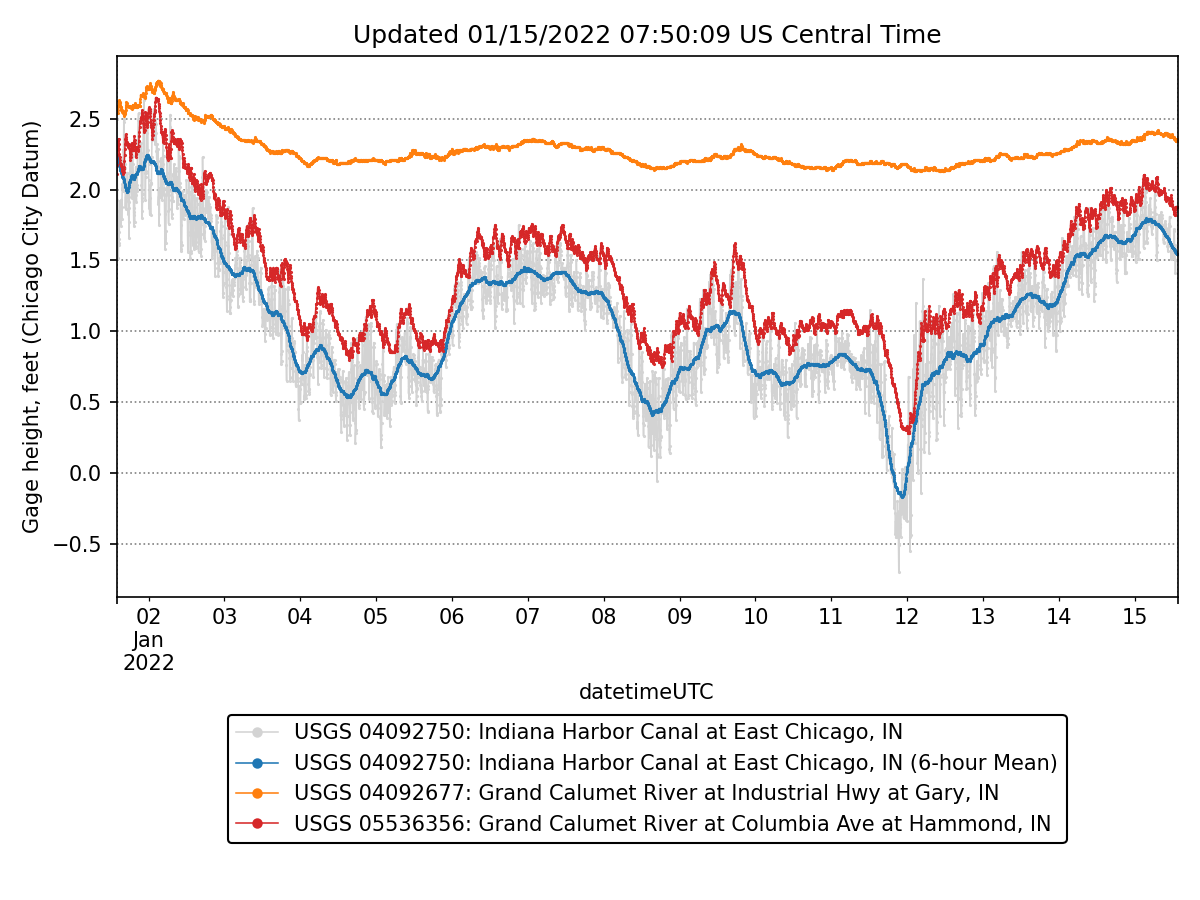 Updated 01/15/2022 07:50:09 US Central Time
Gage height, feet (Chicago City Datum)
2.5
2.0
1.5
1.0
0.5
0.0
−0.5
02 03 04 05 06 07 08 09 10 11 12 13 14 15
Jan
2022
datetimeUTC
USGS 04092750: Indiana Harbor Canal at East Chicago, IN
USGS 04092750: Indiana Harbor Canal at East Chicago, IN (6-hour Mean)
USGS 04092677: Grand Calumet River at Industrial Hwy at Gary, IN
USGS 05536356: Grand Calumet River at Columbia Ave at Hammond, IN